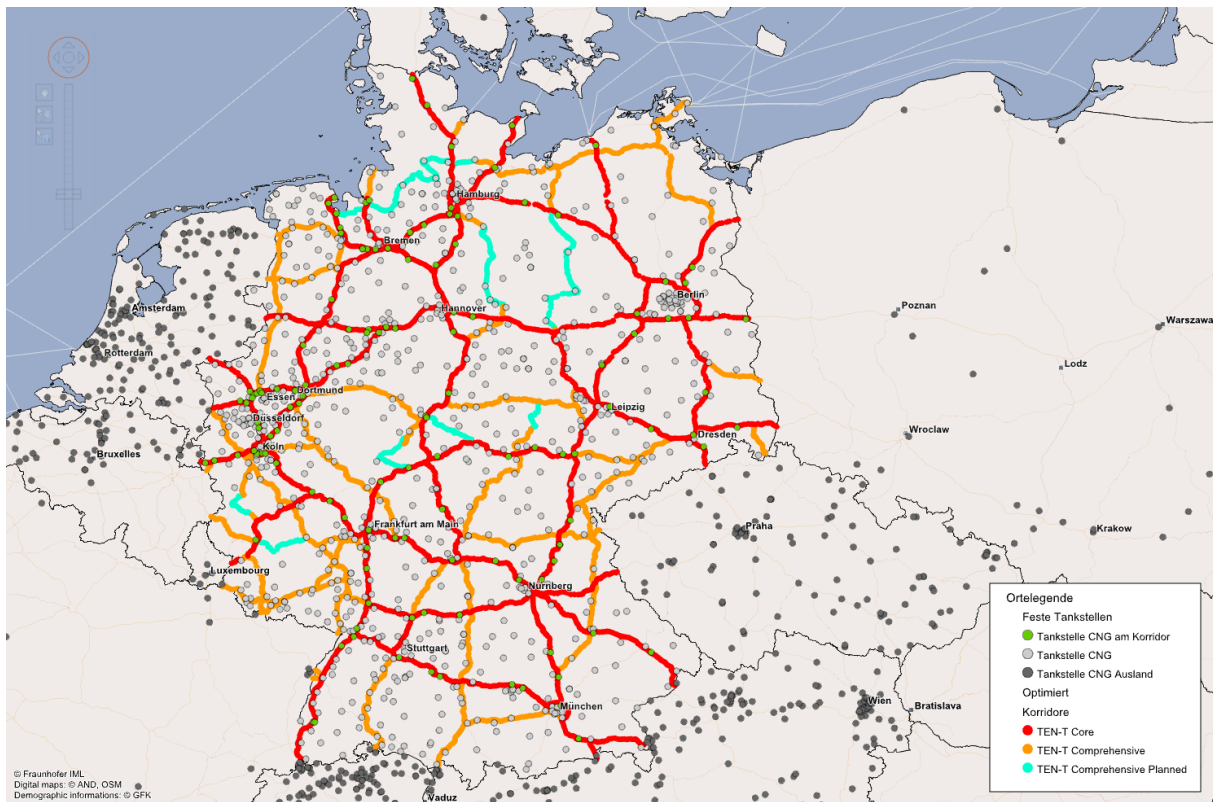 Hamburg
Bremen
Berlin
Hannover
Amsterdam
Poznan
Warszawa
Rotterdam
Lodz
Dortmund
Essen
Düsseldorf
Leipzig
Wroclaw
Dresden
Köln
Bruxelles
Frankfurt am Main
Praha
Krakow
Luxembourg
Nürnberg
Stuttgart
München
Wien
Bratislava
Vaduz
Ortelegende
Feste Tankstellen
Tankstelle CNG am Korridor
Tankstelle CNG
Tankstelle CNG Ausland
Optimiert
Korridore
TEN-T Core
TEN-T Comprehensive
TEN-T Comprehensive Planned
© Fraunhofer IML
Digital maps: © AND, OSM
Demographic informations: © GFK